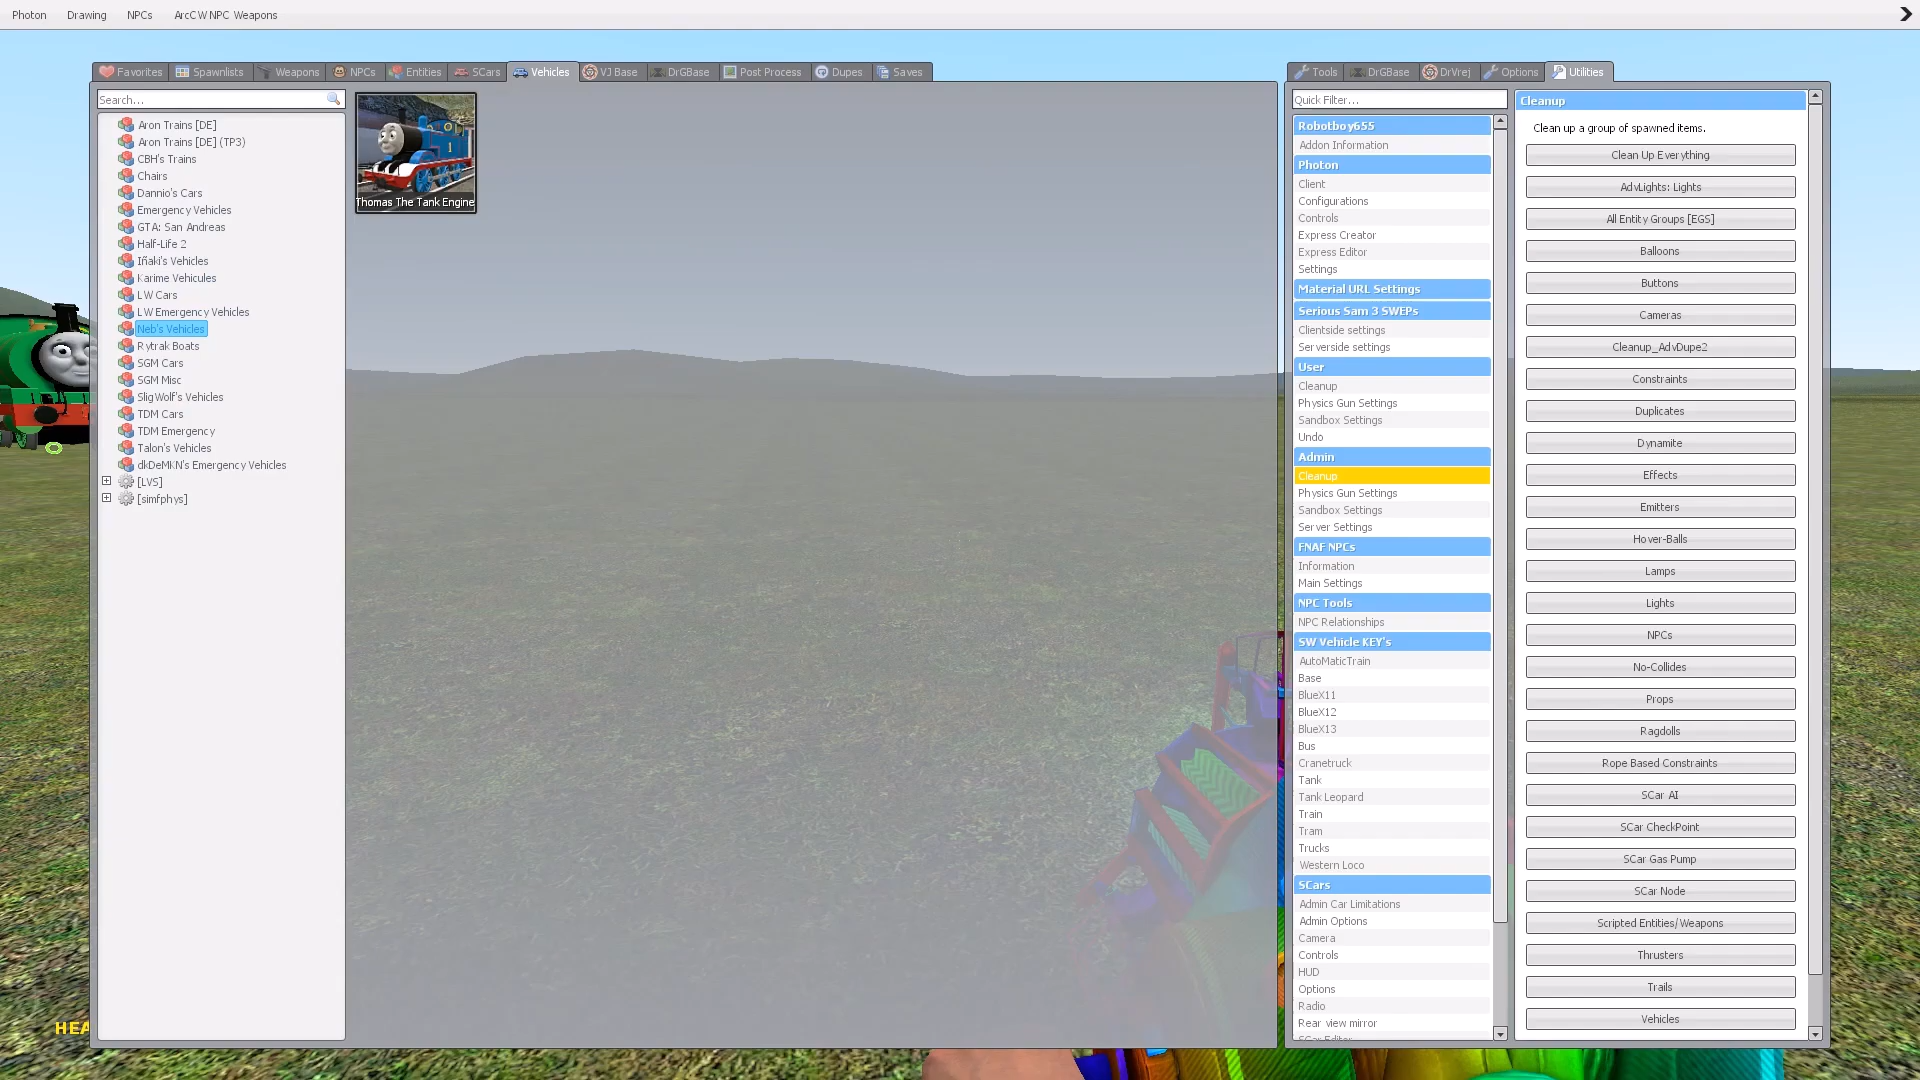 Photon Drawing NPCs ArcCW NPC Weapons
Favorites Spawnlists Weapons NPCs Entities SCars Vehicles VJ Base DrGBase Post Process Dupes Saves
Search...
Aron Trains [DE]
Aron Trains [DE] (TP3)
CBH's Trains
Chairs
Dannio's Cars
Emergency Vehicles
GTA: San Andreas
Half-Life 2
Iñaki's Vehicles
Karime Vehicules
LW Cars
LW Emergency Vehicles
Neb's Vehicles
Rytrak Boats
SGM Cars
SGM Misc
SligWolf's Vehicles
TDM Cars
TDM Emergency
Talon's Vehicles
dkDeMKN's Emergency Vehicles
[LVS]
[simfphys]
Thomas The Tank Engine
1
HEA
Tools DrGBase DrVrej Options Utilities
Quick Filter...
Robotboy655
Addon Information
Photon
Client
Configurations
Controls
Express Creator
Express Editor
Settings
Material URL Settings
Serious Sam 3 SWEPs
Clientside settings
Serverside settings
User
Cleanup
Physics Gun Settings
Sandbox Settings
Undo
Admin
Cleanup
Physics Gun Settings
Sandbox Settings
Server Settings
FNAF NPCs
Information
Main Settings
NPC Tools
NPC Relationships
SW Vehicle KEY's
AutoMaticTrain
Base
BlueX11
BlueX12
BlueX13
Bus
Cranetruck
Tank
Tank Leopard
Train
Tram
Trucks
Western Loco
SCars
Admin Car Limitations
Admin Options
Camera
Controls
HUD
Options
Radio
Rear view mirror
SCar Editor
Cleanup
Clean up a group of spawned items.
Clean Up Everything
AdvLights: Lights
All Entity Groups [EGS]
Balloons
Buttons
Cameras
Cleanup_AdvDupe2
Constraints
Duplicates
Dynamite
Effects
Emitters
Hover-Balls
Lamps
Lights
NPCs
No-Collides
Props
Ragdolls
Rope Based Constraints
SCar AI
SCar CheckPoint
SCar Gas Pump
SCar Node
Scripted Entities/Weapons
Thrusters
Trails
Vehicles